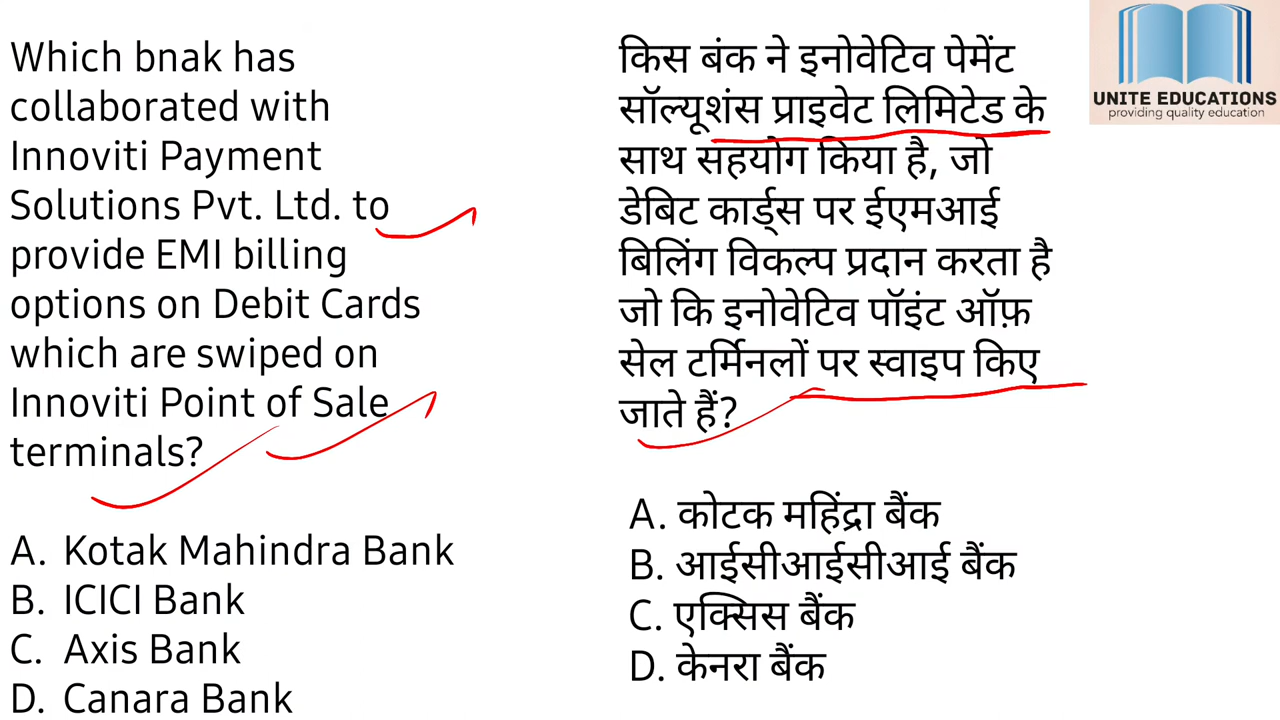 Which bnak has
collaborated with
Innoviti Payment
Solutions Pvt. Ltd. to
provide EMI billing
options on Debit Cards
which are swiped on
Innoviti Point of Sale
terminals?
A. Kotak Mahindra Bank
B. ICICI Bank
C. Axis Bank
D. Canara Bank
किस बंक ने इनोवेटिव पेमेंट
सॉल्यूशंस प्राइवेट लिमिटेड के
साथ सहयोग किया है, जो
डेबिट कार्ड्स पर ईएमआई
बिलिंग विकल्प प्रदान करता है
जो कि इनोवेटिव पॉइंट ऑफ़
सेल टर्मिनलों पर स्वाइप किए
जाते हैं?
A. कोटक महिंद्रा बैंक
B. आईसीआईसीआई बैंक
C. एक्सिस बैंक
D. केनरा बैंक
UNITE EDUCATIONS
providing quality education